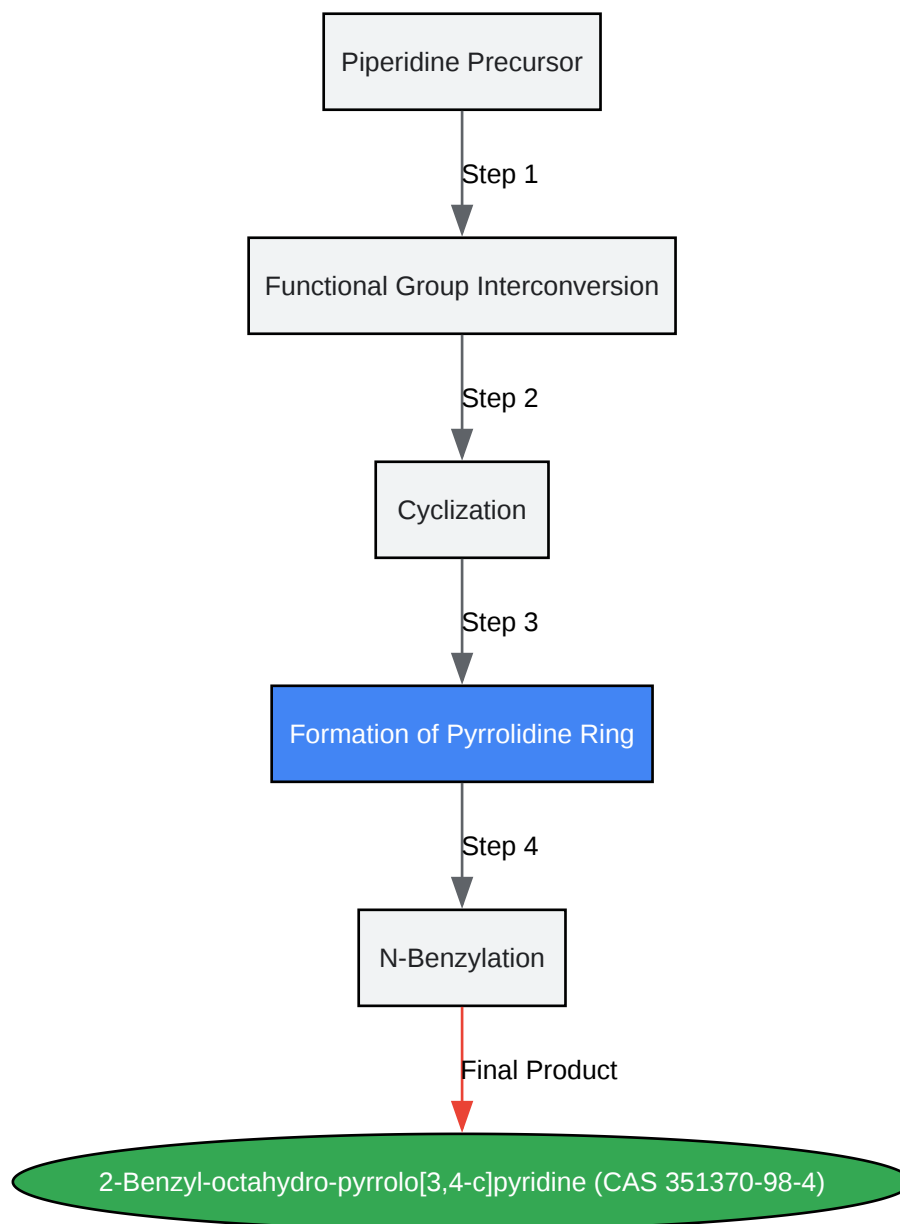 Piperidine Precursor
Step 1
Functional Group Interconversion
Step 2
Cyclization
Step 3
Formation of Pyrrolidine Ring
Step 4
N-Benzylation
Final Product
2-Benzyl-octahydro-pyrrolo[3,4-c]pyridine (CAS 351370-98-4)